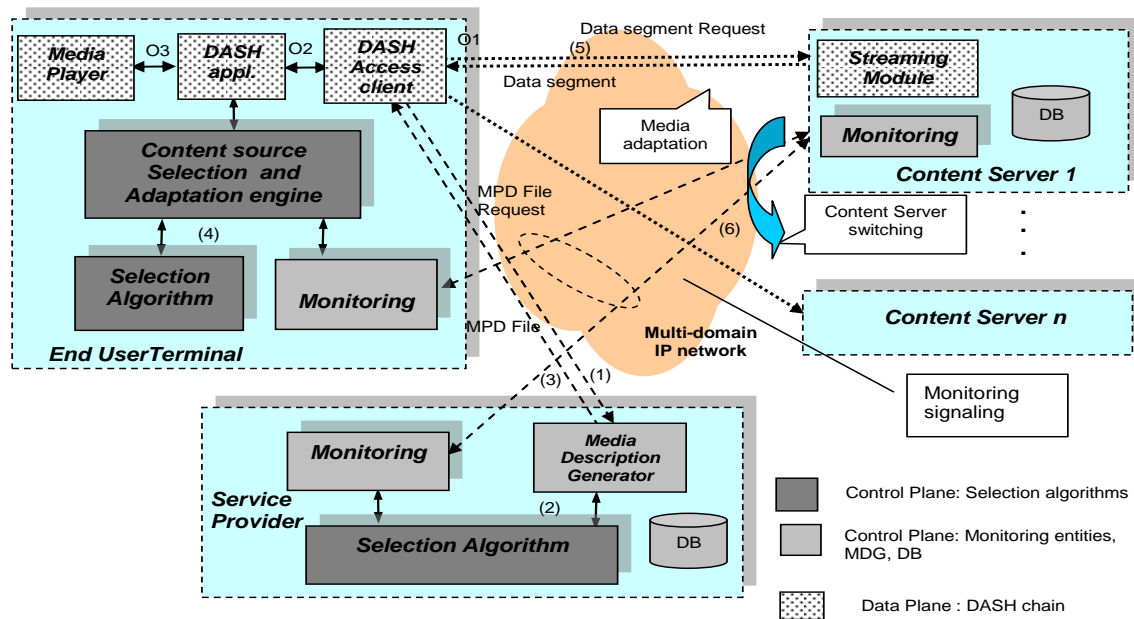 Media
Player
O3
DASH
appl.
O2
DASH
Access
client
O1
Data segment Request
(5)
Data segment
Streaming
Module
Monitoring
DB
Content Server 1
Media
adaptation
Content source
Selection and
Adaptation engine
MPD File
Request
(6)
Content Server
switching
(4)
Selection
Algorithm
Monitoring
MPD File
End UserTerminal
Multi-domain
IP network
Content Server n
(3)
(1)
Monitoring
signaling
Monitoring
Media
Description
Generator
Service
Provider
(2)
Selection Algorithm
DB
Control Plane: Selection algorithms
Control Plane: Monitoring entities,
MDG, DB
Data Plane : DASH chain